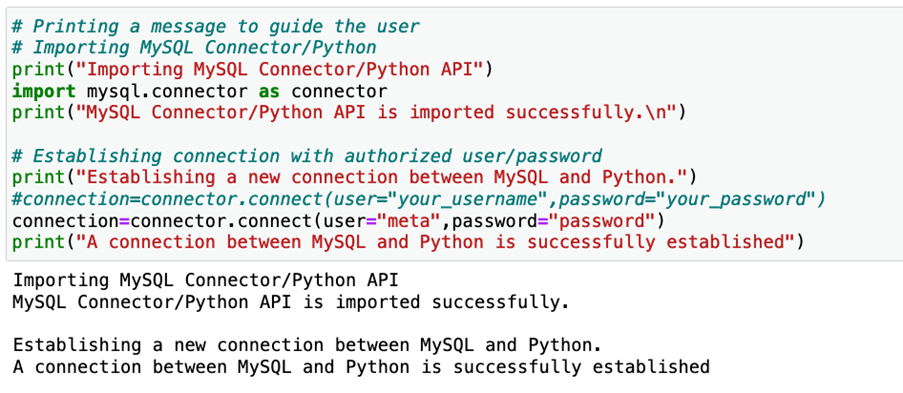 # Printing a message to guide the user
# Importing MySQL Connector/Python
print("Importing MySQL Connector/Python API")
import mysql.connector as connector
print("MySQL Connector/Python API is imported successfully.\n")

# Establishing connection with authorized user/password
print("Establishing a new connection between MySQL and Python.")
#connection=connector.connect(user="your_username",password="your_password")
connection=connector.connect(user="meta",password="password")
print("A connection between MySQL and Python is successfully established")
Importing MySQL Connector/Python API
MySQL Connector/Python API is imported successfully.

Establishing a new connection between MySQL and Python.
A connection between MySQL and Python is successfully established